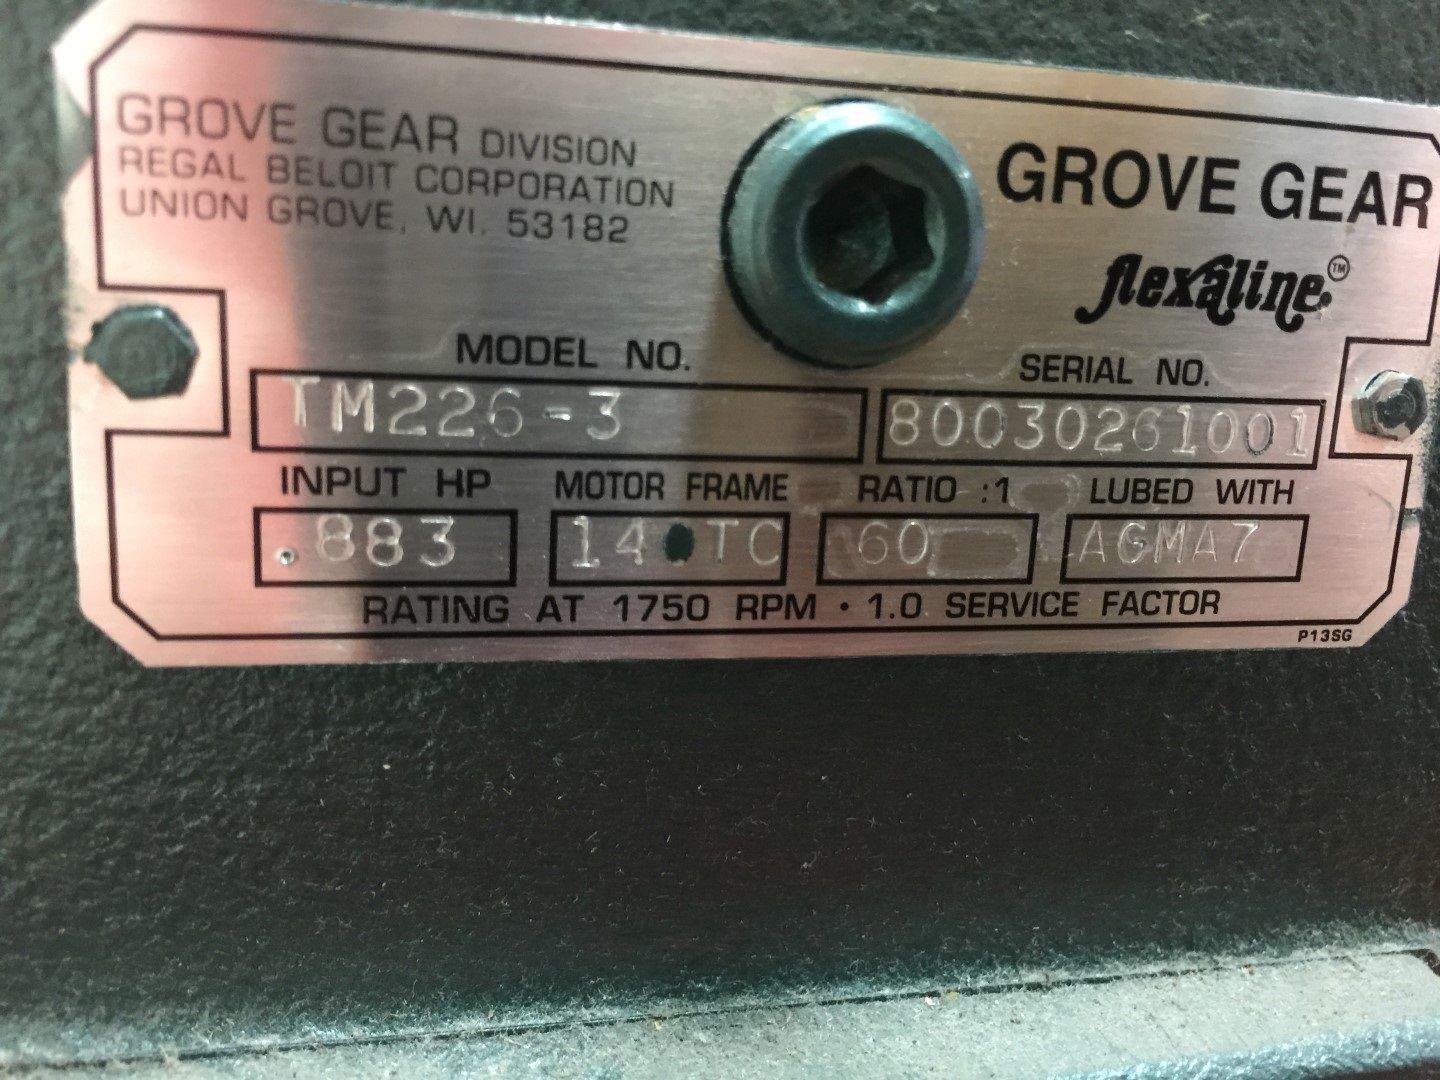 GROVE GEAR DIVISION
REGAL BELOIT CORPORATION
UNION GROVE, WI. 53182
GROVE GEAR
flexaline™
MODEL NO.
TM226-3
SERIAL NO.
80030261001
INPUT HP
.883
MOTOR FRAME
14 TC
RATIO :1
60
LUBED WITH
AGMA7
RATING AT 1750 RPM · 1.0 SERVICE FACTOR
P13SG